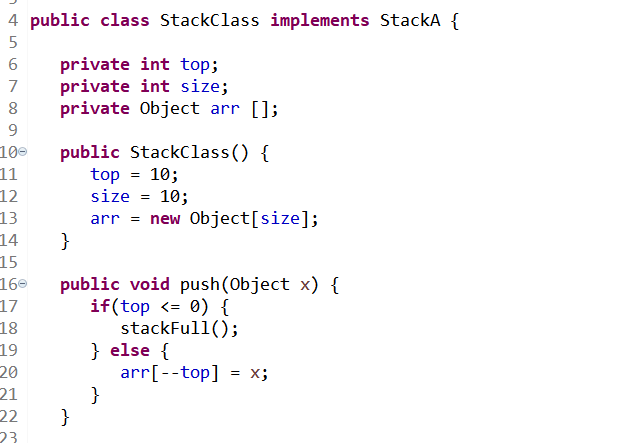 4 public class StackClass implements StackA {
5
6 private int top;
7 private int size;
8 private Object arr [];
9
10 public StackClass() {
11 top = 10;
12 size = 10;
13 arr = new Object[size];
14 }
15
16 public void push(Object x) {
17 if(top <= 0) {
18 stackFull();
19 } else {
20 arr[--top] = x;
21 }
22 }
23